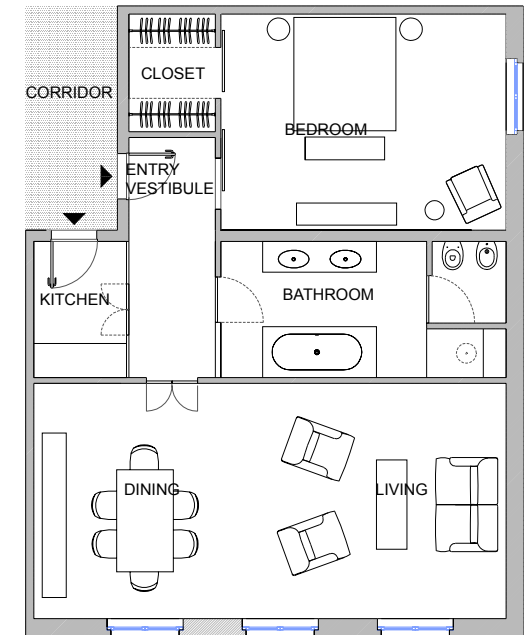 CLOSET
CORRIDOR
BEDROOM
ENTRY
VESTIBULE
KITCHEN
BATHROOM
DINING
LIVING